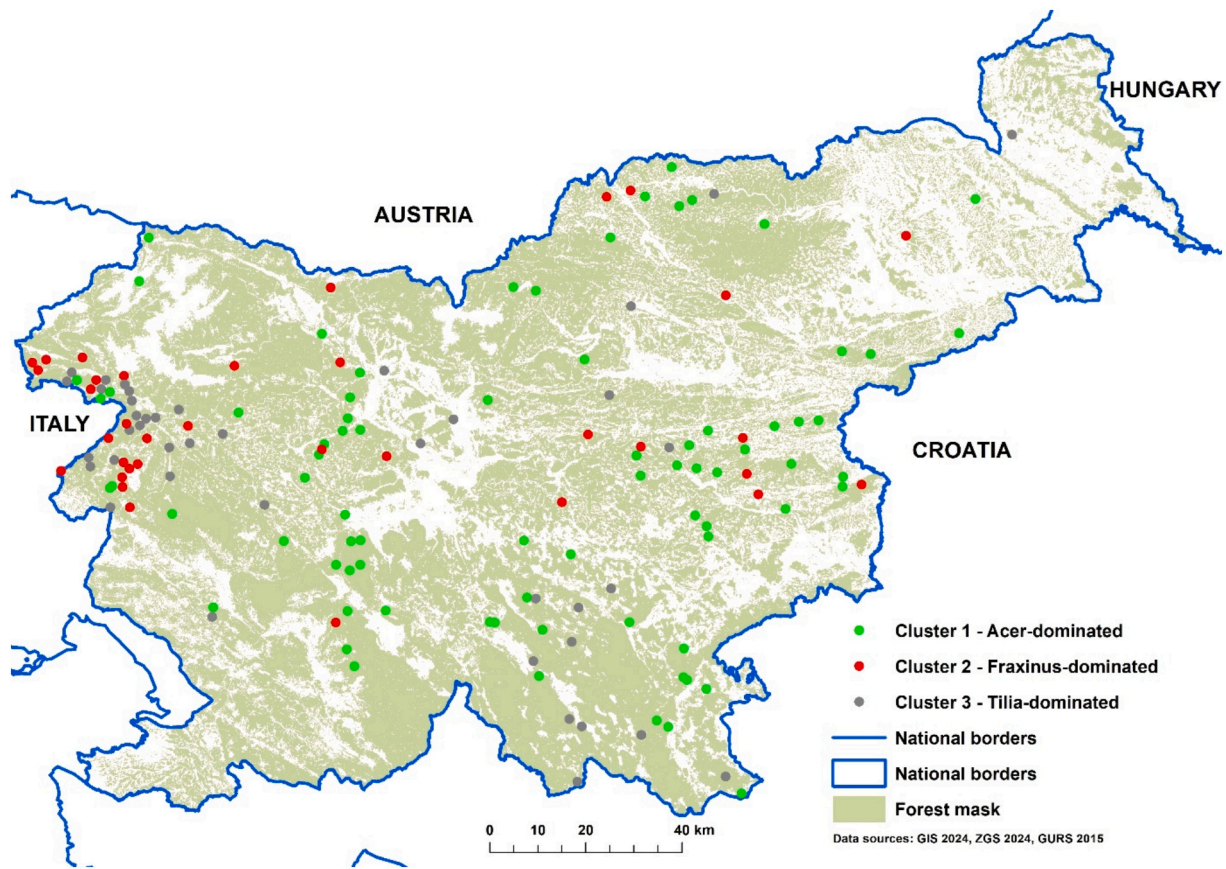 HUNGARY
AUSTRIA
ITALY
CROATIA
Cluster 1 - Acer-dominated
Cluster 2 - Fraxinus-dominated
Cluster 3 - Tilia-dominated
National borders
National borders
Forest mask
Data sources: GIS 2024, ZGS 2024, GURS 2015
0 10 20 40 km